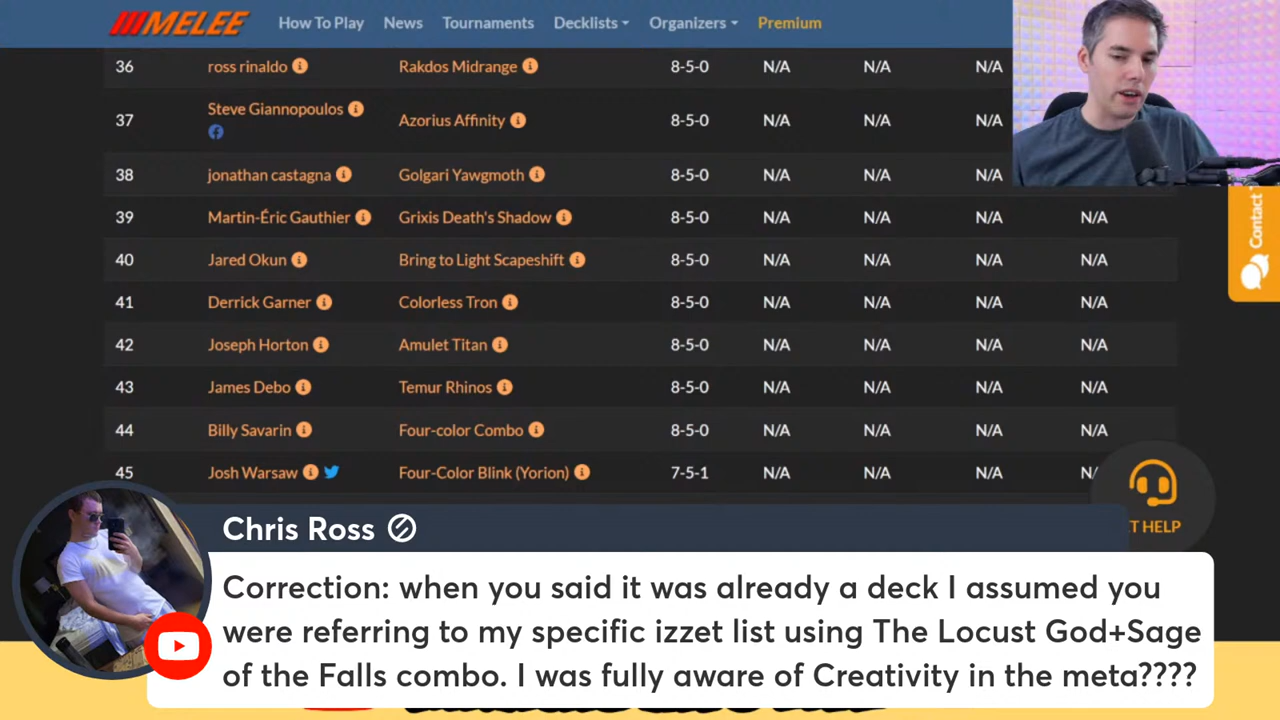 MELEE How To Play News Tournaments Decklists Organizers Premium
36 ross rinaldo Rakdos Midrange 8-5-0 N/A N/A N/A
37 Steve Giannopoulos Azorius Affinity 8-5-0 N/A N/A N/A
38 jonathan castagna Golgari Yawgmoth 8-5-0 N/A N/A N/A
39 Martin-Éric Gauthier Grixis Death's Shadow 8-5-0 N/A N/A N/A N/A
40 Jared Okun Bring to Light Scapeshift 8-5-0 N/A N/A N/A N/A
41 Derrick Garner Colorless Tron 8-5-0 N/A N/A N/A N/A
42 Joseph Horton Amulet Titan 8-5-0 N/A N/A N/A N/A
43 James Debo Temur Rhinos 8-5-0 N/A N/A N/A N/A
44 Billy Savarin Four-color Combo 8-5-0 N/A N/A N/A N/A
45 Josh Warsaw Four-Color Blink (Yorion) 7-5-1 N/A N/A N/A
Contact
HELP
Chris Ross
Correction: when you said it was already a deck I assumed you
were referring to my specific izzet list using The Locust God+Sage
of the Falls combo. I was fully aware of Creativity in the meta????